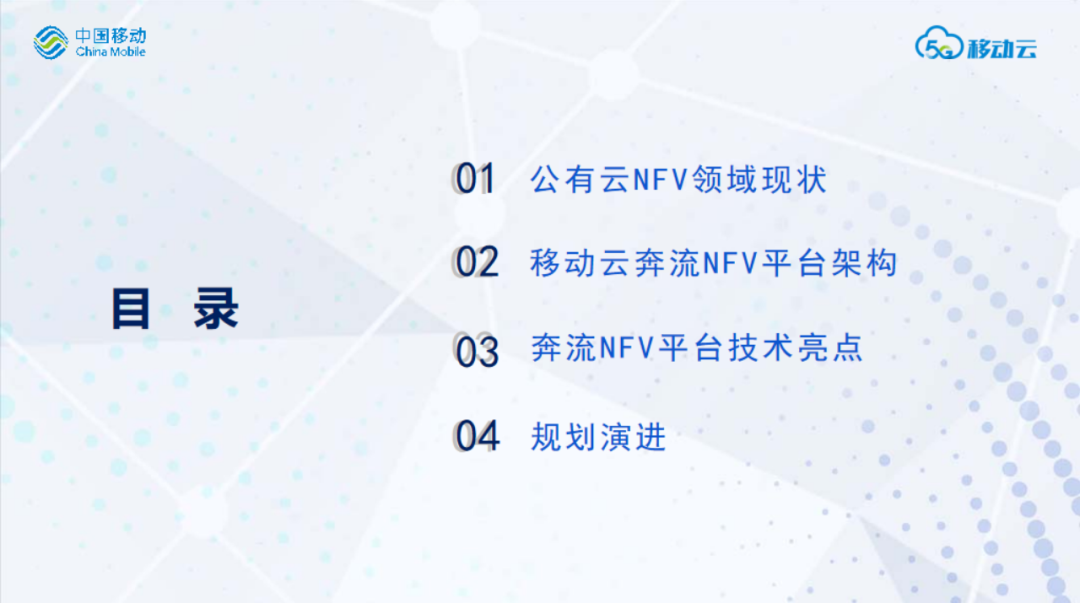 中国移动
China Mobile
5G 移动云
目 录
01 公有云NFV领域现状
02 移动云奔流NFV平台架构
03 奔流NFV平台技术亮点
04 规划演进